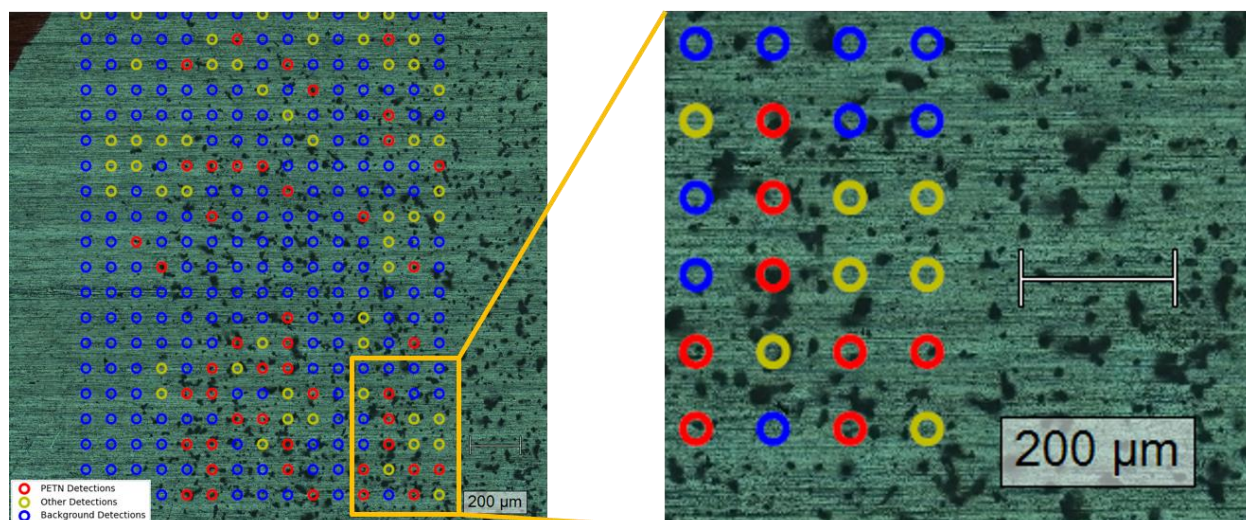 PETN Detections
Other Detections
Background Detections
200 μm
200 μm